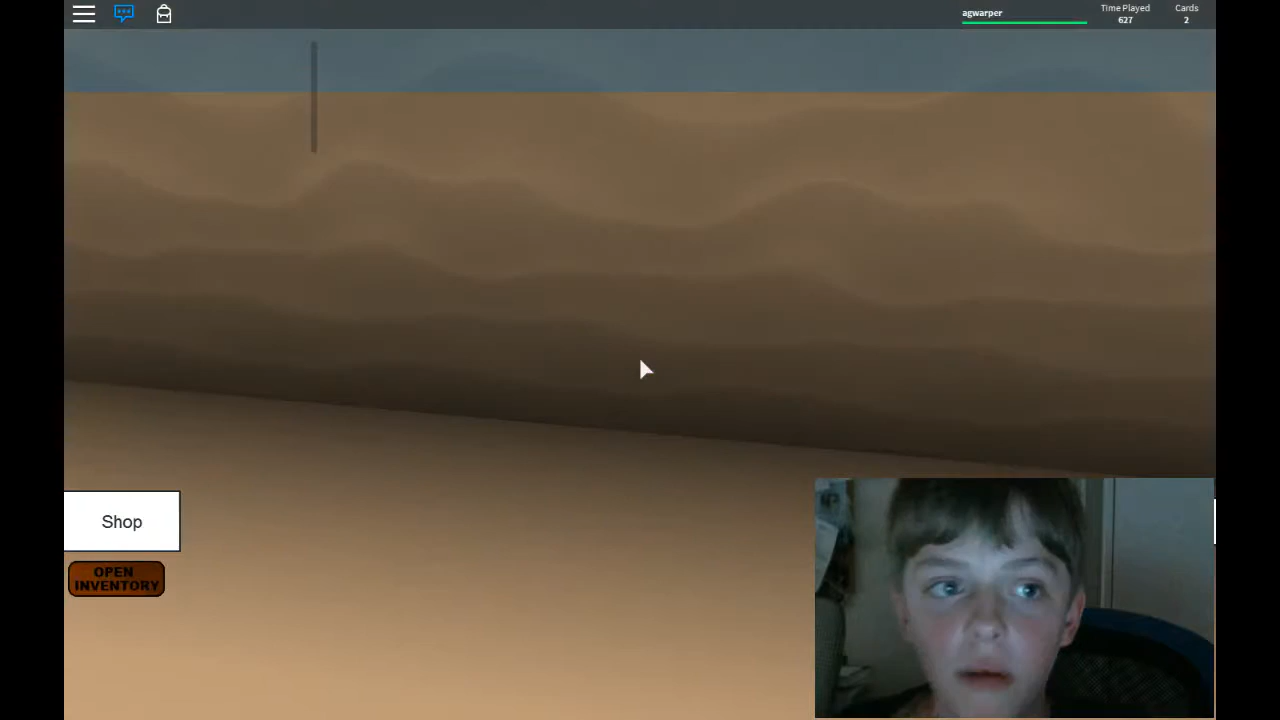 agwarper
Time Played
627
Cards
2
Shop
OPEN
INVENTORY